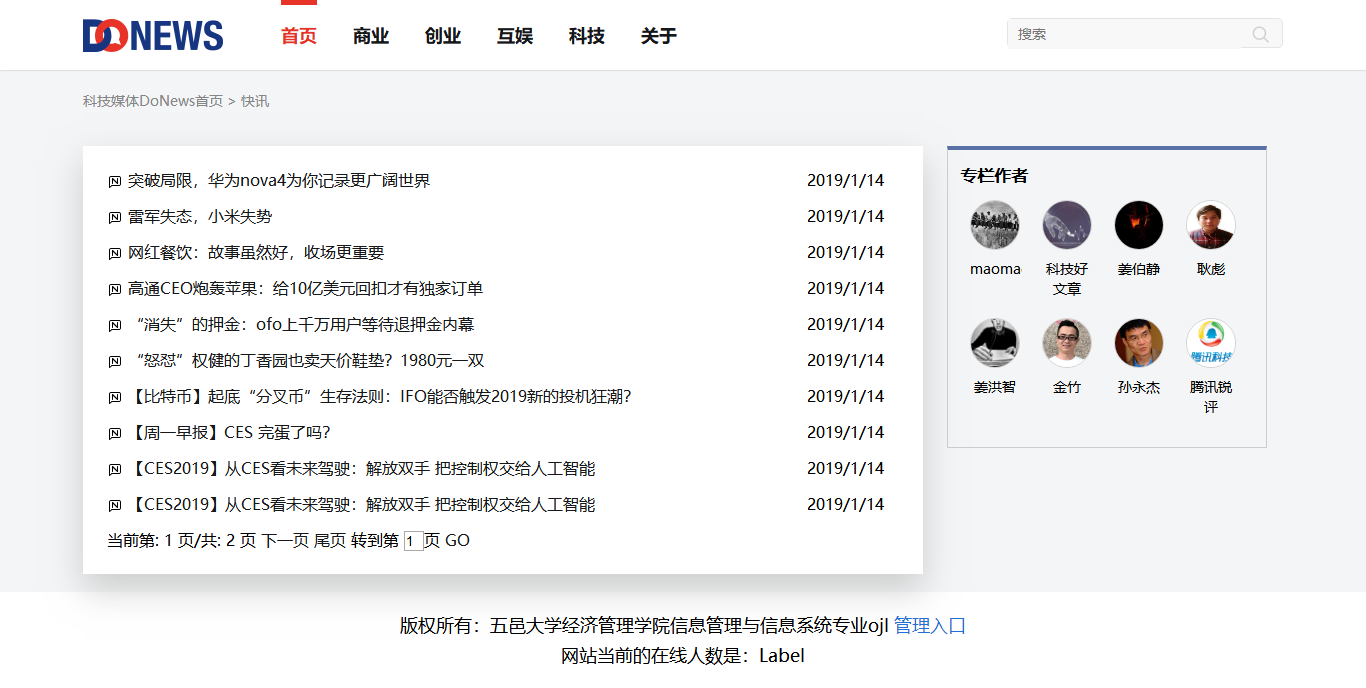 DONEWS 首页 商业 创业 互娱 科技 关于 搜索
科技媒体DoNews首页 > 快讯
突破局限，华为nova4为你记录更广阔世界 2019/1/14
雷军失态，小米失势 2019/1/14
网红餐饮：故事虽然好，收场更重要 2019/1/14
高通CEO炮轰苹果：给10亿美元回扣才有独家订单 2019/1/14
“消失”的押金：ofo上千万用户等待退押金内幕 2019/1/14
“怒怼”权健的丁香园也卖天价鞋垫？1980元一双 2019/1/14
【比特币】起底“分叉币”生存法则：IFO能否触发2019新的投机狂潮? 2019/1/14
【周一早报】CES 完蛋了吗? 2019/1/14
【CES2019】从CES看未来驾驶：解放双手 把控制权交给人工智能 2019/1/14
【CES2019】从CES看未来驾驶：解放双手 把控制权交给人工智能 2019/1/14
当前第: 1 页/共: 2 页 下一页 尾页 转到第 1 页 GO
专栏作者
maoma 科技好 姜伯静 耿彪
文章
腾讯科技
姜洪智 金竹 孙永杰 腾讯锐
评
版权所有：五邑大学经济管理学院信息管理与信息系统专业ojl 管理入口
网站当前的在线人数是：Label